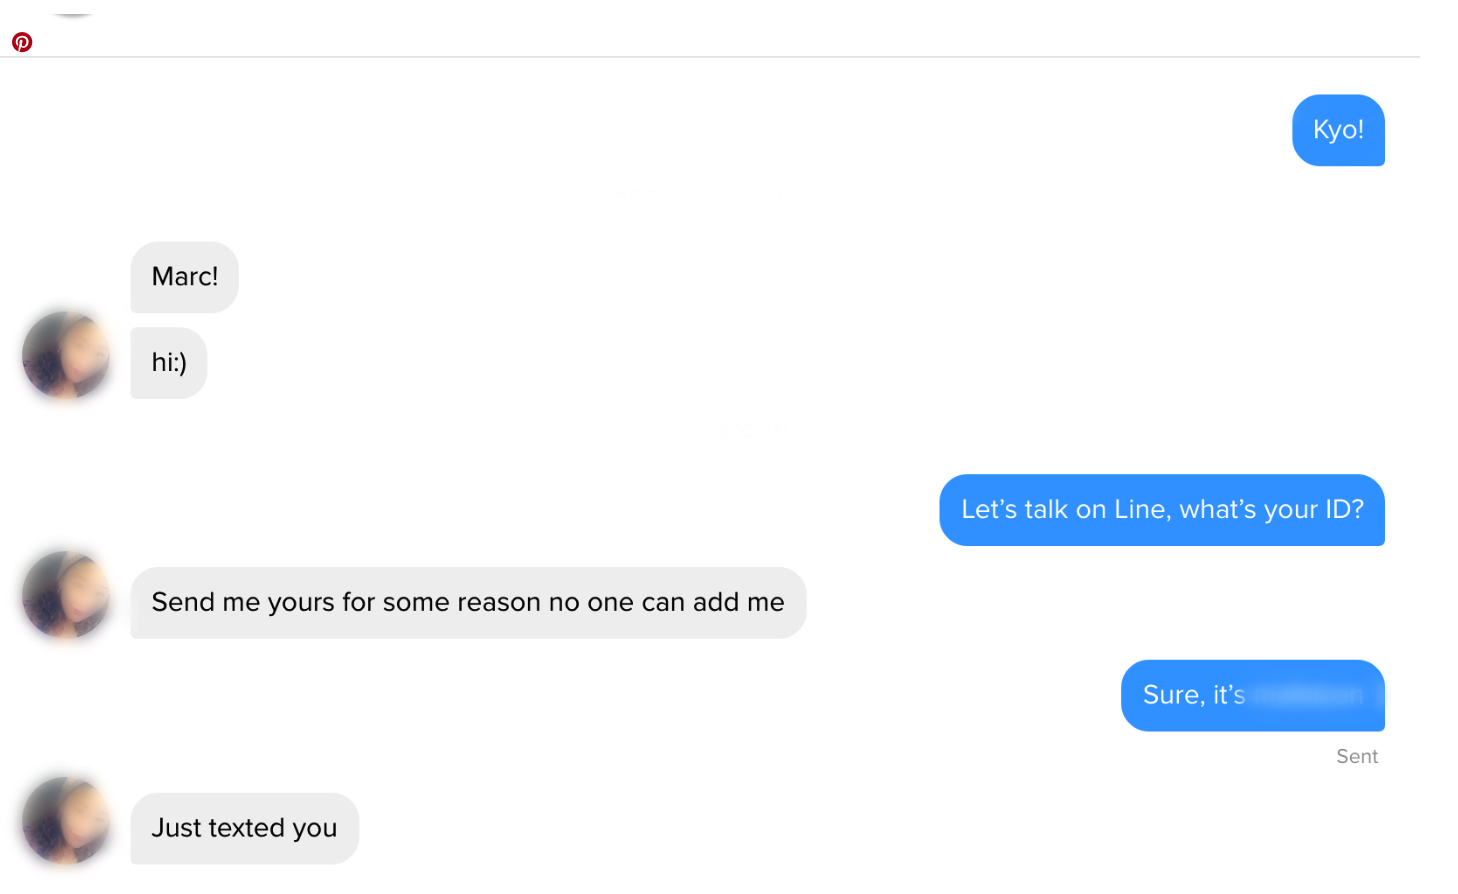 Kyo!
Marc!
hi:)
Let’s talk on Line, what’s your ID?
Send me yours for some reason no one can add me
Sure, it’s
Sent
Just texted you